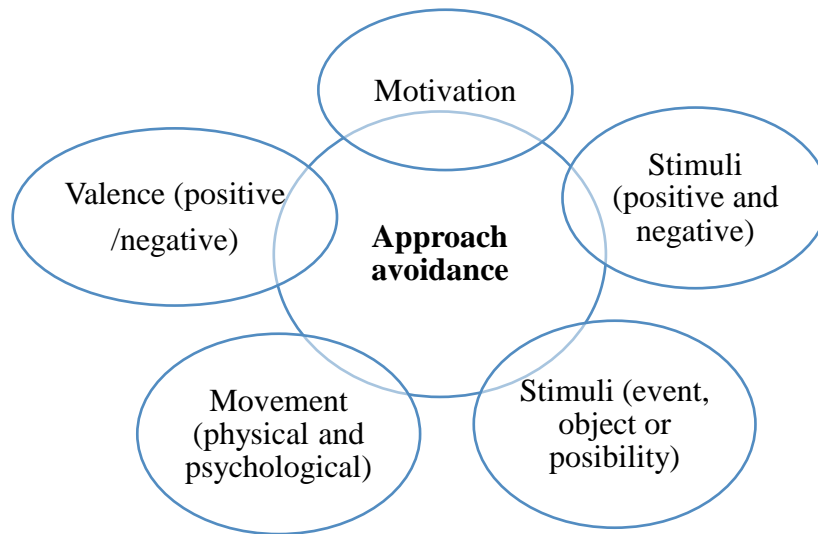 Motivation
Stimuli
(positive and
negative)
Valence (positive
/negative)
Approach
avoidance
Movement
(physical and
psychological)
Stimuli (event,
object or
posibility)